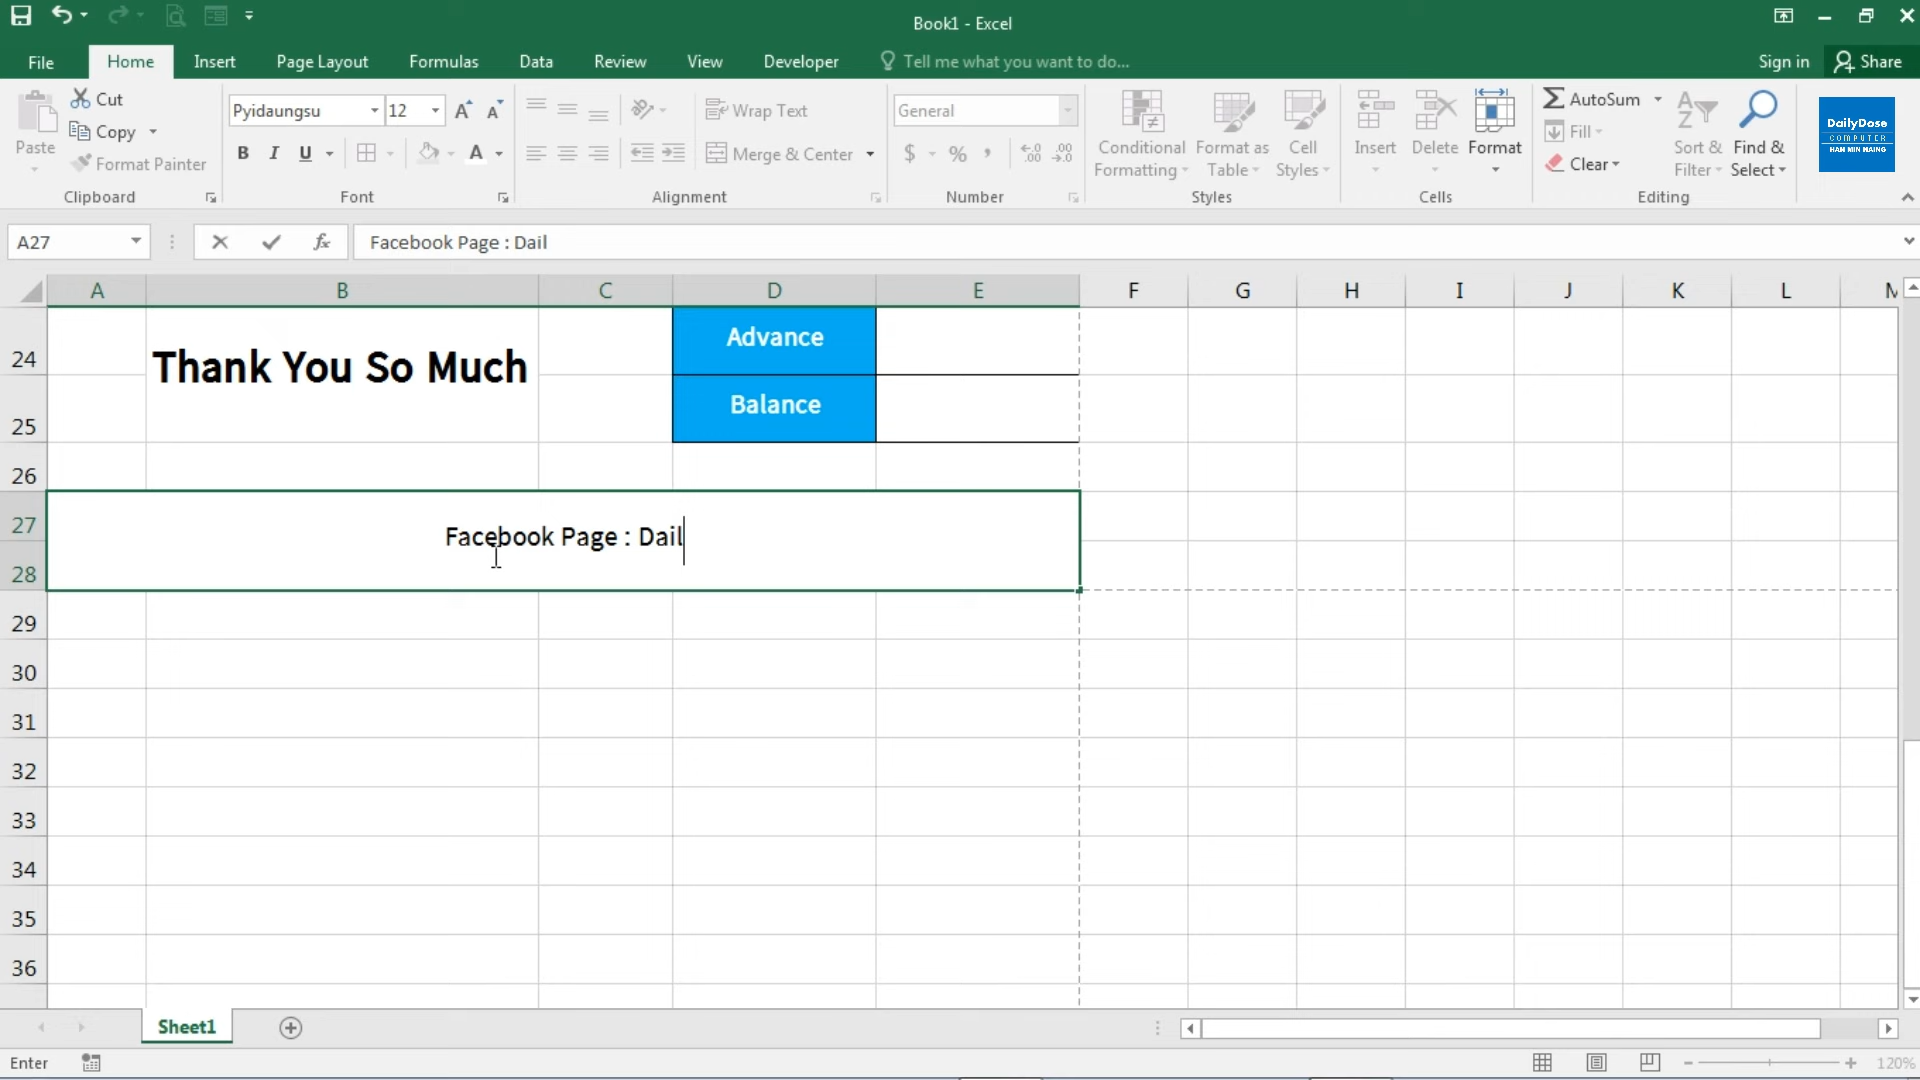 Book1 - Excel
File Home Insert Page Layout Formulas Data Review View Developer Tell me what you want to do... Sign in Share
Paste Cut Copy Format Painter Clipboard
Pyidaungsu 12 B I U A Font
Wrap Text Merge & Center Alignment
General $ % , Number
Conditional Formatting Format as Table Cell Styles Styles
Insert Delete Format Cells
AutoSum Fill Clear Sort & Filter Find & Select Editing
DailyDose
COMPUTER
HAN MIN NAING
A27 fx Facebook Page : Dail
A B C D E F G H I J K L M
24 Thank You So Much Advance
25 Balance
26
27 Facebook Page : Dail
28
29
30
31
32
33
34
35
36
Sheet1
Enter 120%